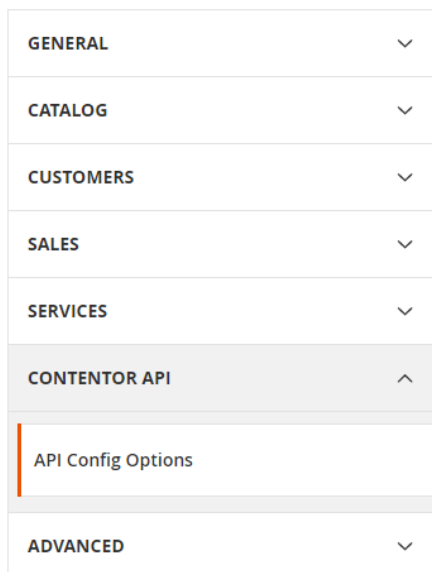 GENERAL
CATALOG
CUSTOMERS
SALES
SERVICES
CONTENTOR API
API Config Options
ADVANCED